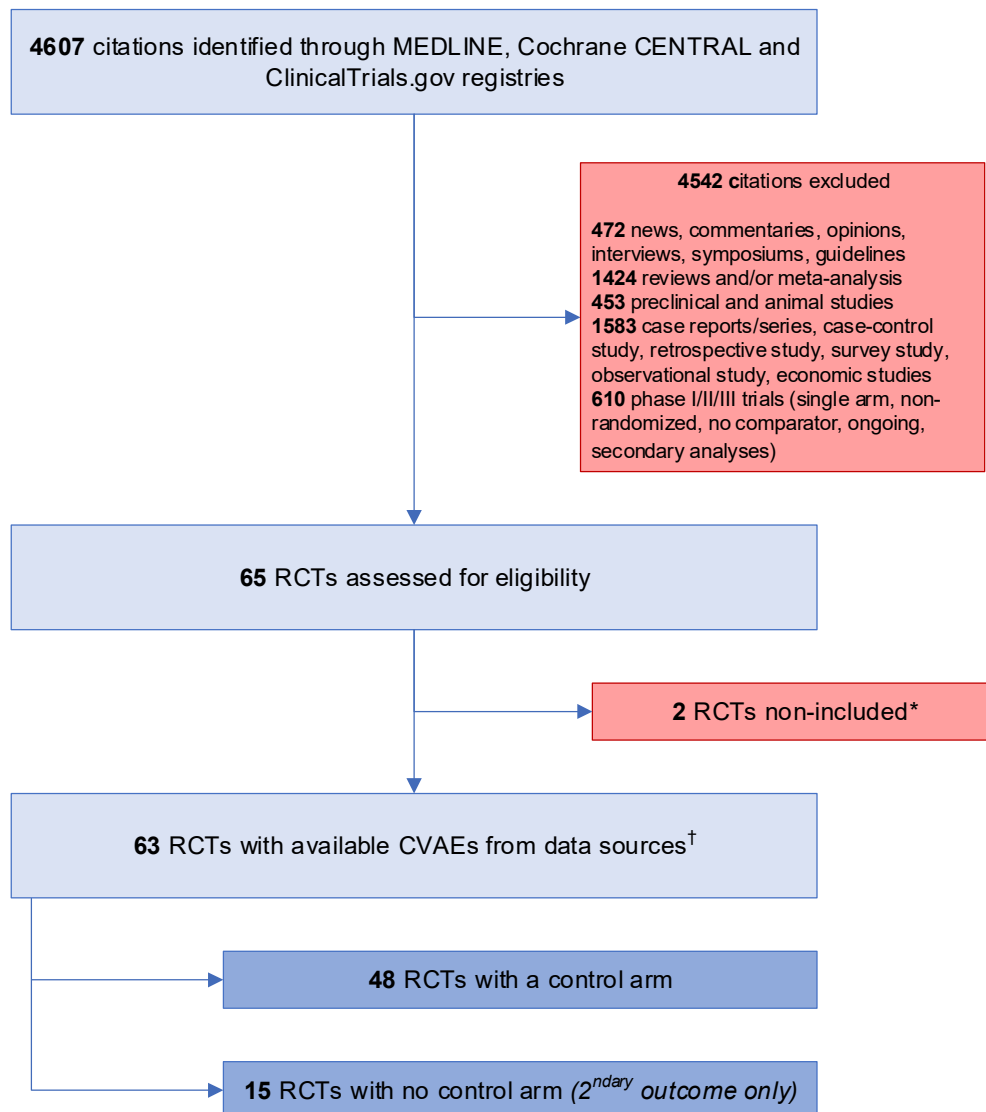 4607 citations identified through MEDLINE, Cochrane CENTRAL and
ClinicalTrials.gov registries
4542 citations excluded
472 news, commentaries, opinions,
interviews, symposiums, guidelines
1424 reviews and/or meta-analysis
453 preclinical and animal studies
1583 case reports/series, case-control
study, retrospective study, survey study,
observational study, economic studies
610 phase I/II/III trials (single arm, non-
randomized, no comparator, ongoing,
secondary analyses)
65 RCTs assessed for eligibility
2 RCTs non-included*
63 RCTs with available CVAEs from data sources†
48 RCTs with a control arm
15 RCTs with no control arm (2ndary outcome only)